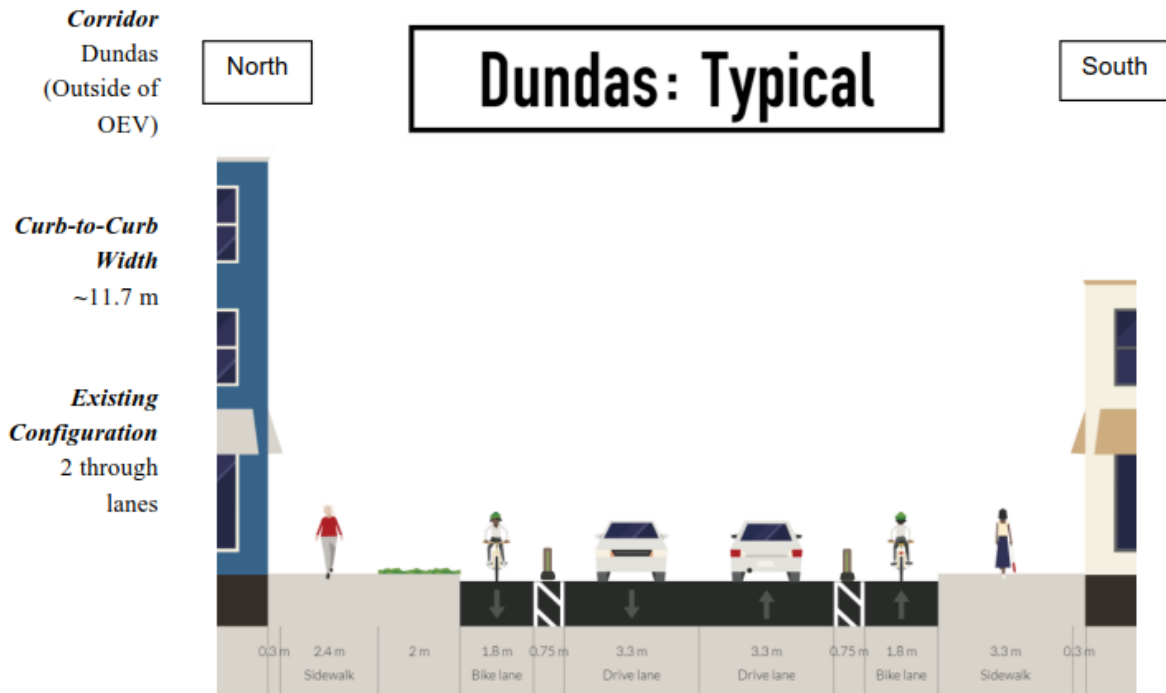 Corridor
Dundas
(Outside of
OEV)
North
Dundas: Typical
South
Curb-to-Curb
Width
~11.7 m
Existing
Configuration
2 through
lanes
0.3 m 2.4 m 2 m 1.8 m 0.75 m 3.3 m 3.3 m 0.75 m 1.8 m 3.3 m 0.3 m
Sidewalk Bike lane Drive lane Drive lane Bike lane Sidewalk